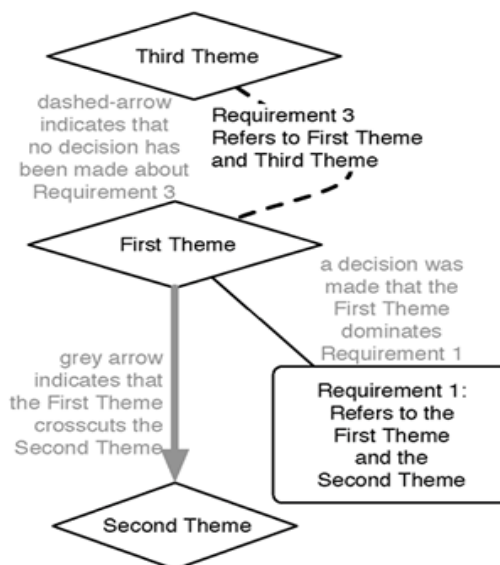 Third Theme
dashed-arrow
indicates that
no decision has
been made about
Requirement 3
Requirement 3
Refers to First Theme
and Third Theme
First Theme
a decision was
made that the
First Theme
dominates
Requirement 1
grey arrow
indicates that
the First Theme
crosscuts the
Second Theme
Requirement 1:
Refers to the
First Theme
and the
Second Theme
Second Theme